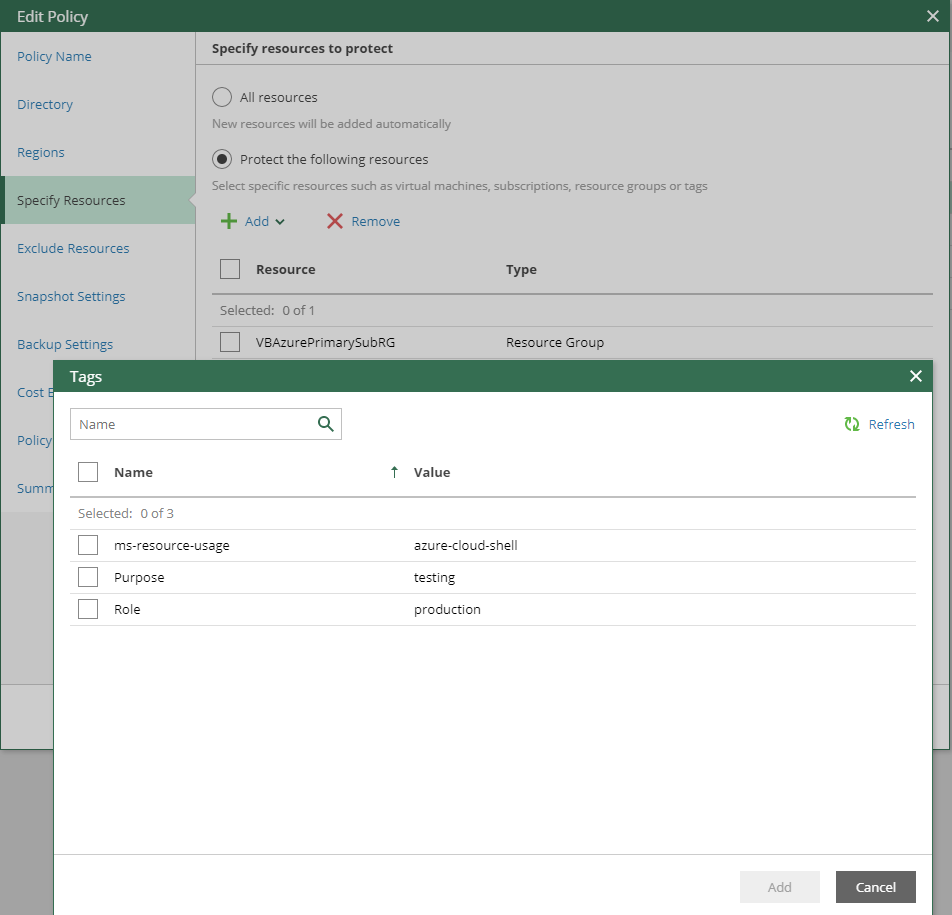 Edit Policy
Policy Name
Directory
Regions
Specify Resources
Exclude Resources
Snapshot Settings
Backup Settings
Cost E
Policy
Summ
Specify resources to protect
All resources
New resources will be added automatically
Protect the following resources
Select specific resources such as virtual machines, subscriptions, resource groups or tags
Add Remove
Resource Type
Selected: 0 of 1
VBAzurePrimarySubRG Resource Group
Tags
Name
Refresh
Name Value
Selected: 0 of 3
ms-resource-usage azure-cloud-shell
Purpose testing
Role production
Add Cancel